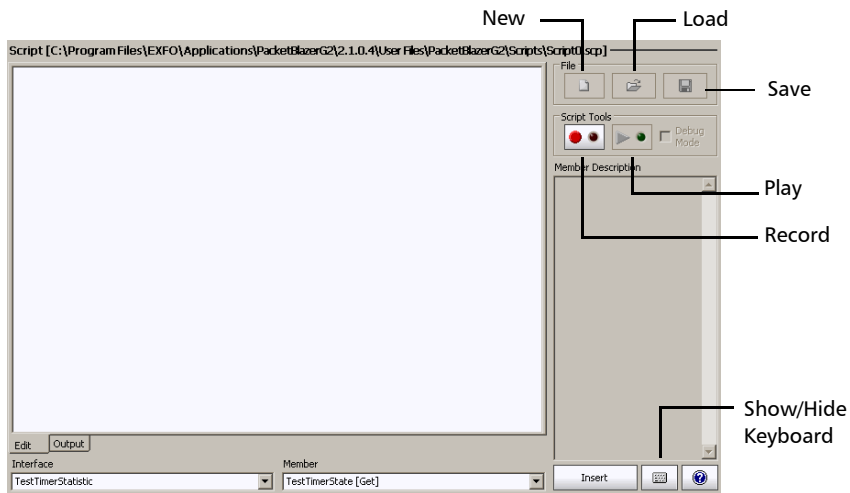 New
Load
Script [C:\Program Files\EXFO\Applications\PacketBlazerG2\2.1.0.4\User Files\PacketBlazerG2\Scripts\Script0.scp]
File
Save
Script Tools
Debug
Mode
Member Description
Play
Record
Show/Hide
Keyboard
Edit
Output
Interface
Member
TestTimerStatistic
TestTimerState [Get]
Insert